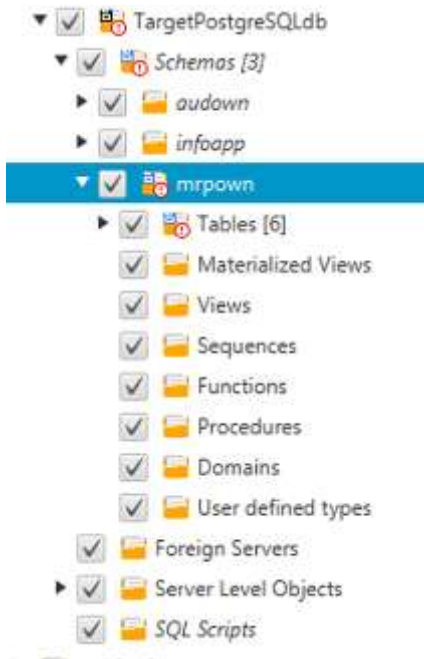 TargetPostgreSQLdb
Schemas [3]
audown
infoapp
mrpown
Tables [6]
Materialized Views
Views
Sequences
Functions
Procedures
Domains
User defined types
Foreign Servers
Server Level Objects
SQL Scripts